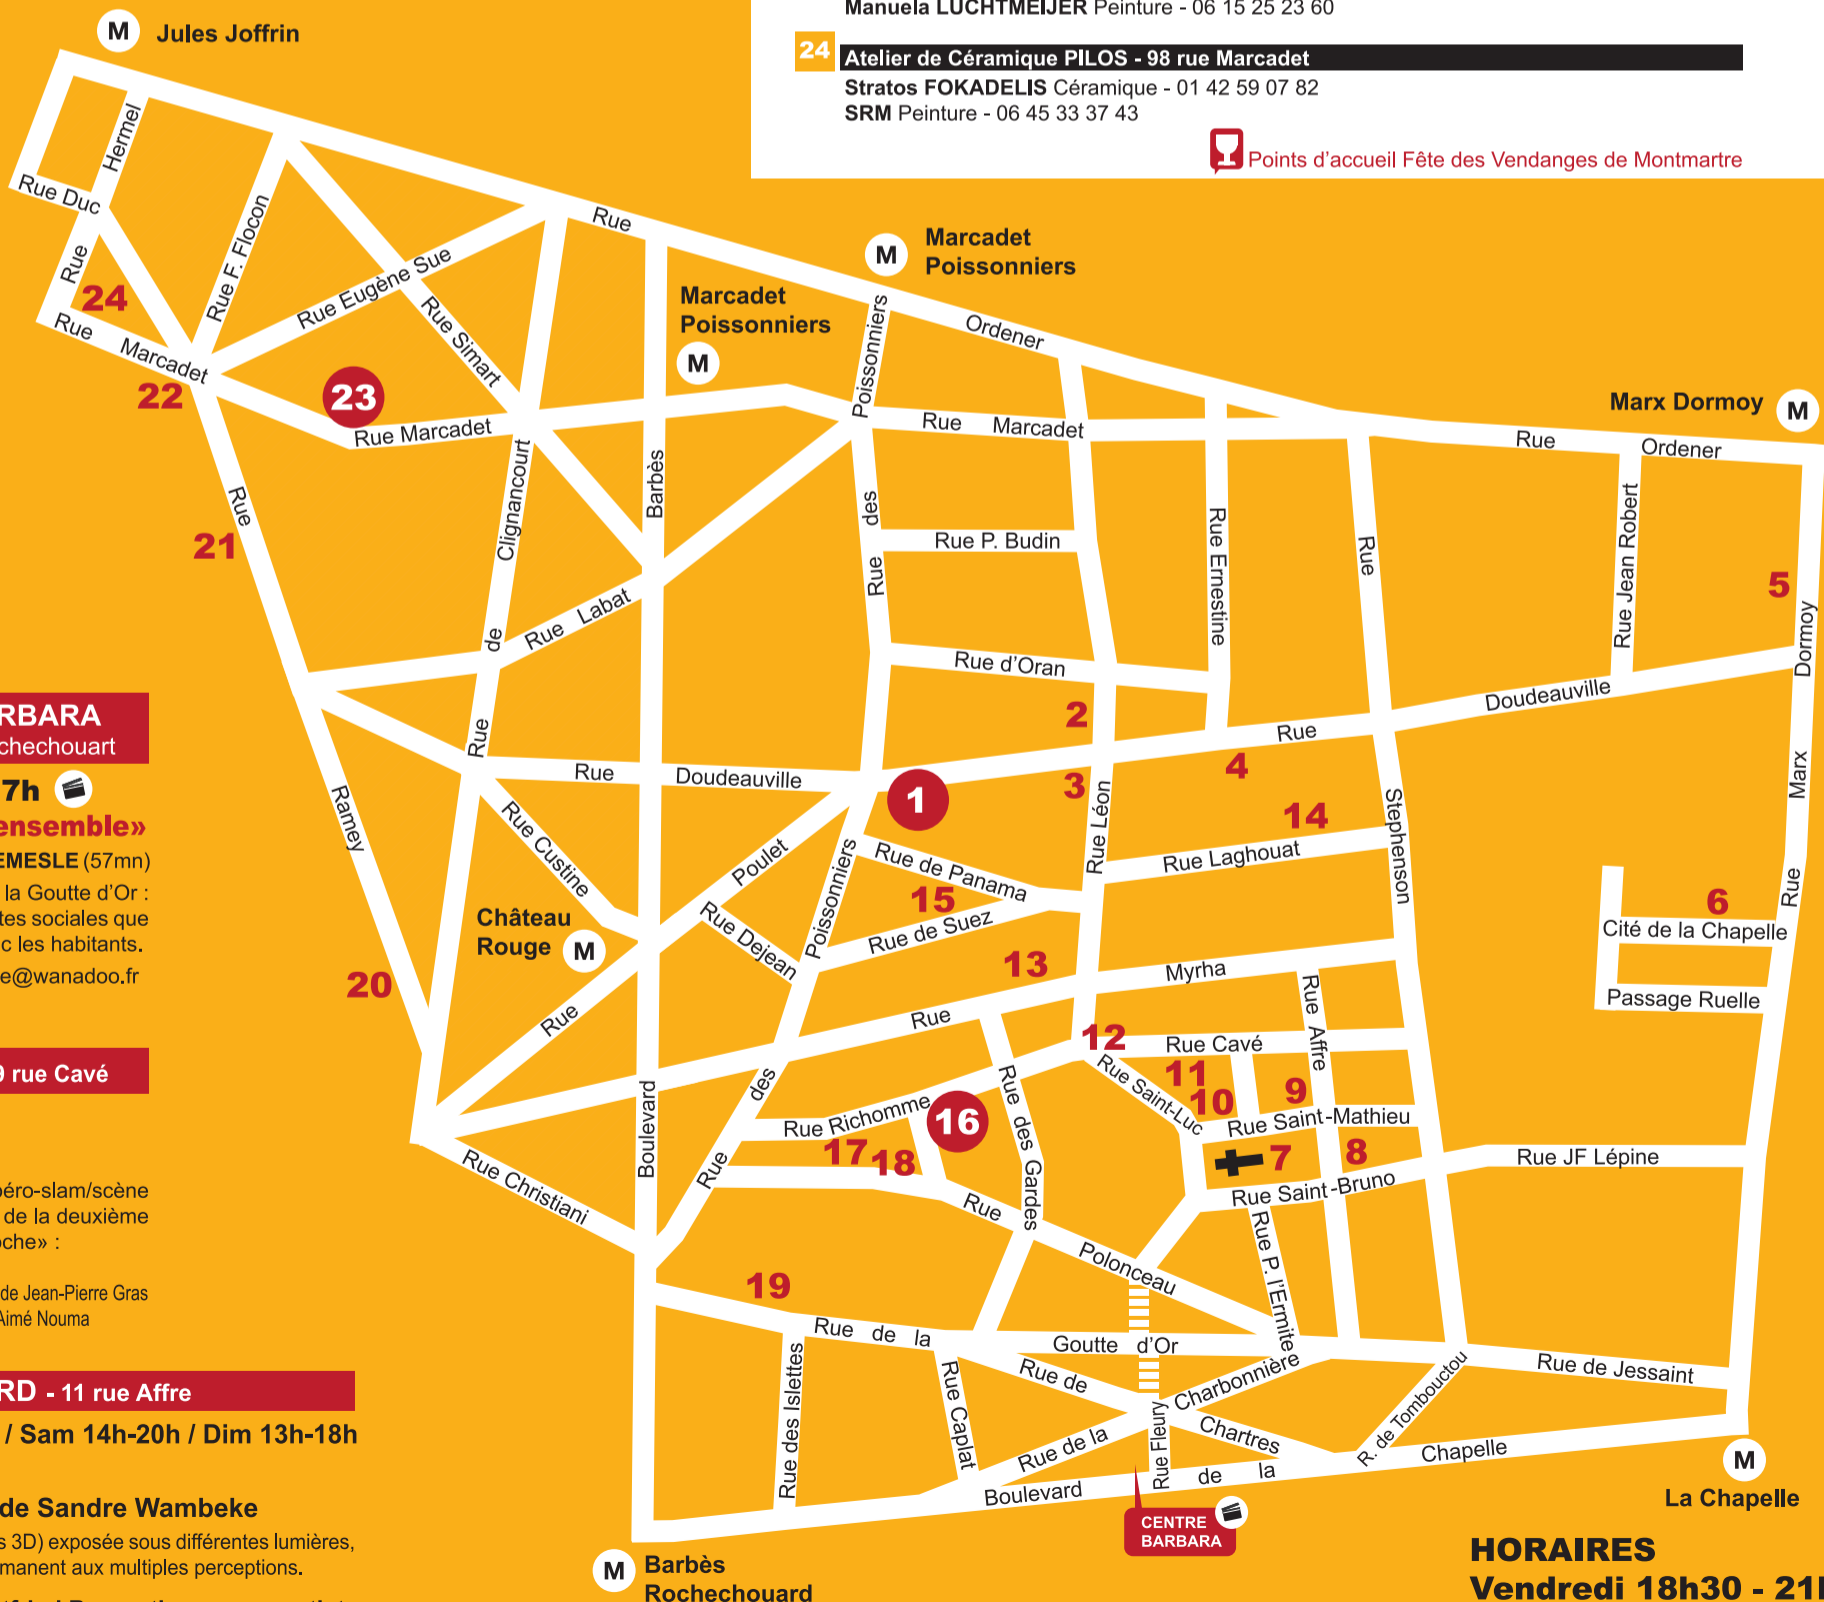 Manuela LUCHTMEIJER Peinture - 06 15 25 23 60
24 Atelier de Céramique PILOS - 98 rue Marcadet
Stratos FOKADELIS Céramique - 01 42 59 07 82
SRM Peinture - 06 45 33 37 43
Points d'accueil Fête des Vendanges de Montmartre
M Jules Joffrin
Hermel
Rue Duc
Rue
24
Rue F. Flocon
Rue
Marcadet
22
Rue Eugène Sue
Rue Simart
23
Rue Marcadet
Rue
Marcadet
Poissonniers
M
M
Marcadet
Poissonniers
Ordener
Poissonniers
Rue Marcadet
Marx Dormoy M
Rue
Ordener
Rue
21
Clignancourt
de
Rue
Barbès
Rue Labat
des
Rue
Rue P. Budin
Rue d'Oran
Rue Ernestine
Rue
Rue Jean Robert
5
Dormoy
Marx
Rue
2
3
4
Rue
Doudeauville
Rue Doudeauville
1
Ramey
Rue Custine
Poulet
Rue
Rue Dejean
Château
Rouge M
20
Poissonniers
des
Rue
Rue de Panama
15
Rue de Suez
Rue Léon
14
Rue Laghouat
Stephenson
6
Cité de la Chapelle
Passage Ruelle
13
Rue
Myrha
12
Rue Cavé
Rue Affre
11
10
9
Rue Saint-Luc
Rue Saint-Mathieu
7
8
Rue Saint-Bruno
Rue JF Lépine
Rue Richomme
16
17
18
Rue des Gardes
Rue
Polonceau
Rue P. l'Ermite
Boulevard
Rue Christiani
19
Rue de la
Goutte d'Or
Rue des Islettes
Rue Caplat
Rue de
Chartres
Rue de la
Charbonnière
Rue Fleury
R. de Tombouctou
Rue de Jessaint
Boulevard de la Chapelle
CENTRE
BARBARA
M
La Chapelle
M Barbès
Rochechouard
RBARA
chechouart
7h
ensemble»
EMESLE (57mn)
la Goutte d'Or :
tes sociales que
c les habitants.
e@wanadoo.fr
9 rue Cavé
péro-slam/scène
de la deuxième
oche» :
de Jean-Pierre Gras
Aimé Nouma
RD - 11 rue Affre
/ Sam 14h-20h / Dim 13h-18h
de Sandre Wambeke
s 3D) exposée sous différentes lumières,
manent aux multiples perceptions.
HORAIRES
Vendredi 18h30 - 21